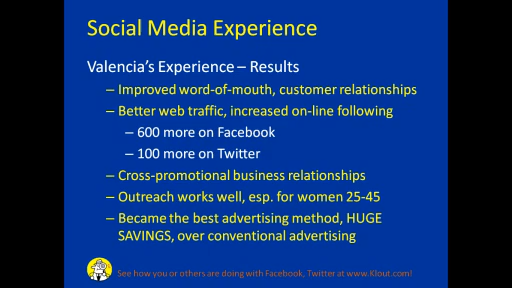 Social Media Experience
Valencia's Experience – Results
– Improved word-of-mouth, customer relationships
– Better web traffic, increased on-line following
– 600 more on Facebook
– 100 more on Twitter
– Cross-promotional business relationships
– Outreach works well, esp. for women 25-45
– Became the best advertising method, HUGE
SAVINGS, over conventional advertising
See how you or others are doing with Facebook, Twitter at www.Klout.com!